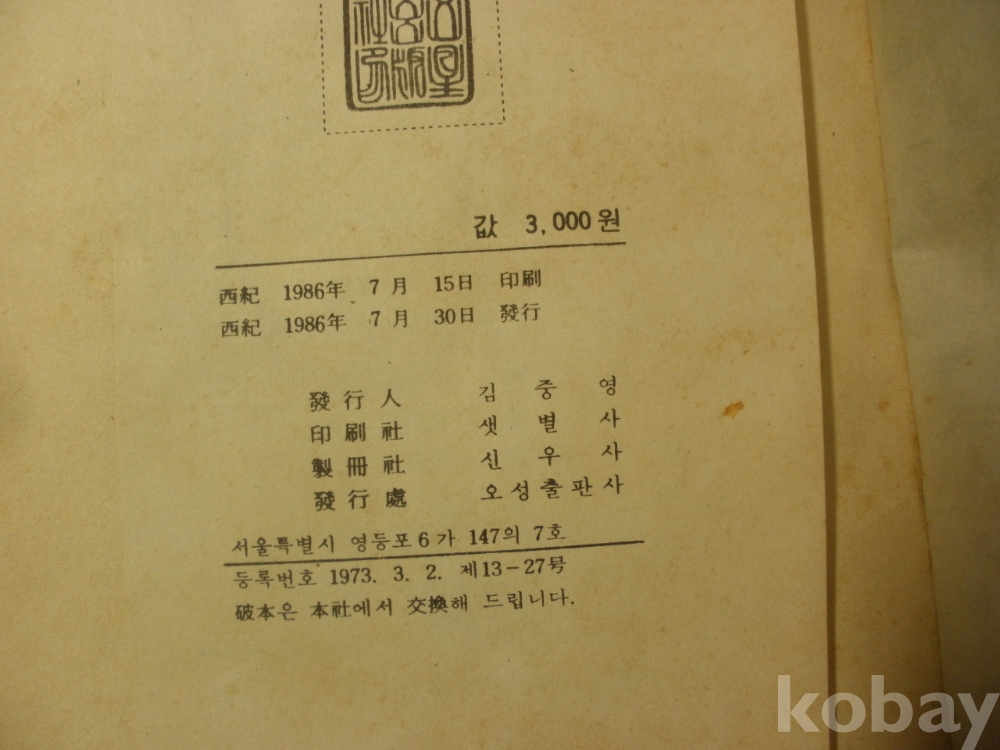 값 3,000원
西紀 1986年 7月 15日 印刷
西紀 1986年 7月 30日 發行
發行人 김중영
印刷社 샛별사
製冊社 신우사
發行處 오성출판사
서울특별시 영등포6가 147의 7호
등록번호 1973. 3. 2. 제13-27号
破本은 本社에서 交換해 드립니다.
kobay